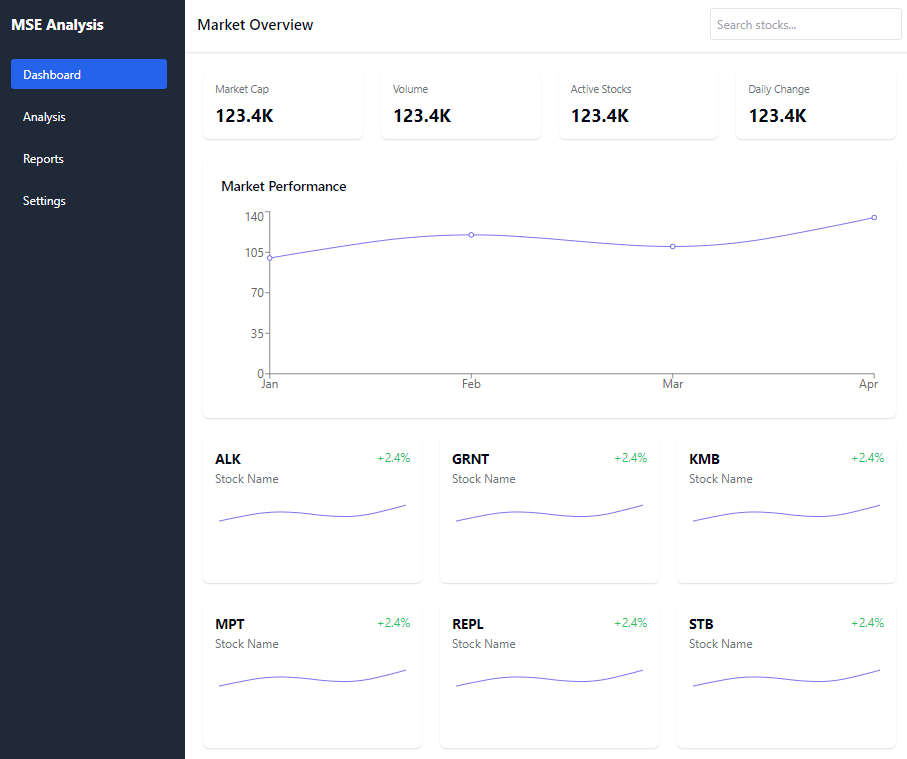 MSE Analysis
Dashboard
Analysis
Reports
Settings
Market Overview
Search stocks...
Market Cap
123.4K
Volume
123.4K
Active Stocks
123.4K
Daily Change
123.4K
Market Performance
140
105
70
35
0
Jan Feb Mar Apr
ALK +2.4%
Stock Name
GRNT +2.4%
Stock Name
KMB +2.4%
Stock Name
MPT +2.4%
Stock Name
REPL +2.4%
Stock Name
STB +2.4%
Stock Name